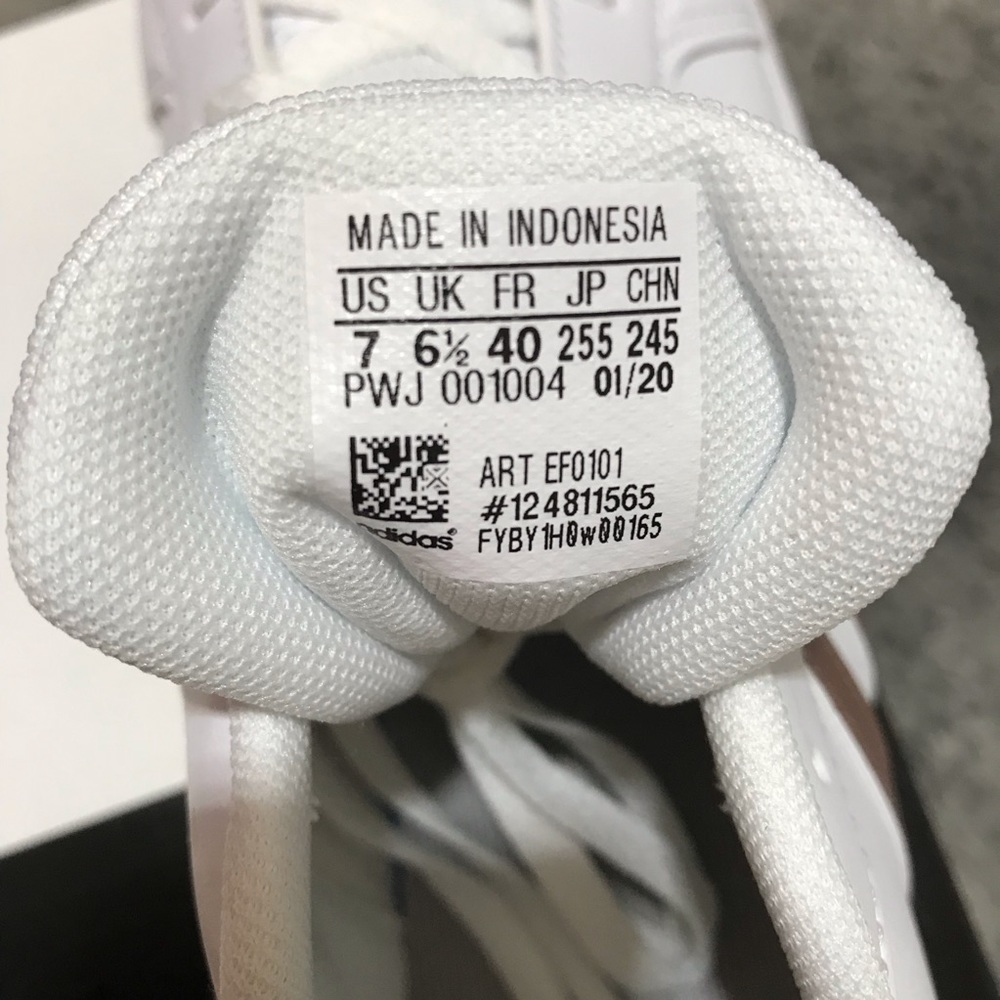 MADE IN INDONESIA
US UK FR JP CHN
7 6½ 40 255 245
PWJ 001004 01/20
ART EF0101
#124811565
adidas FYBY1H0w00165